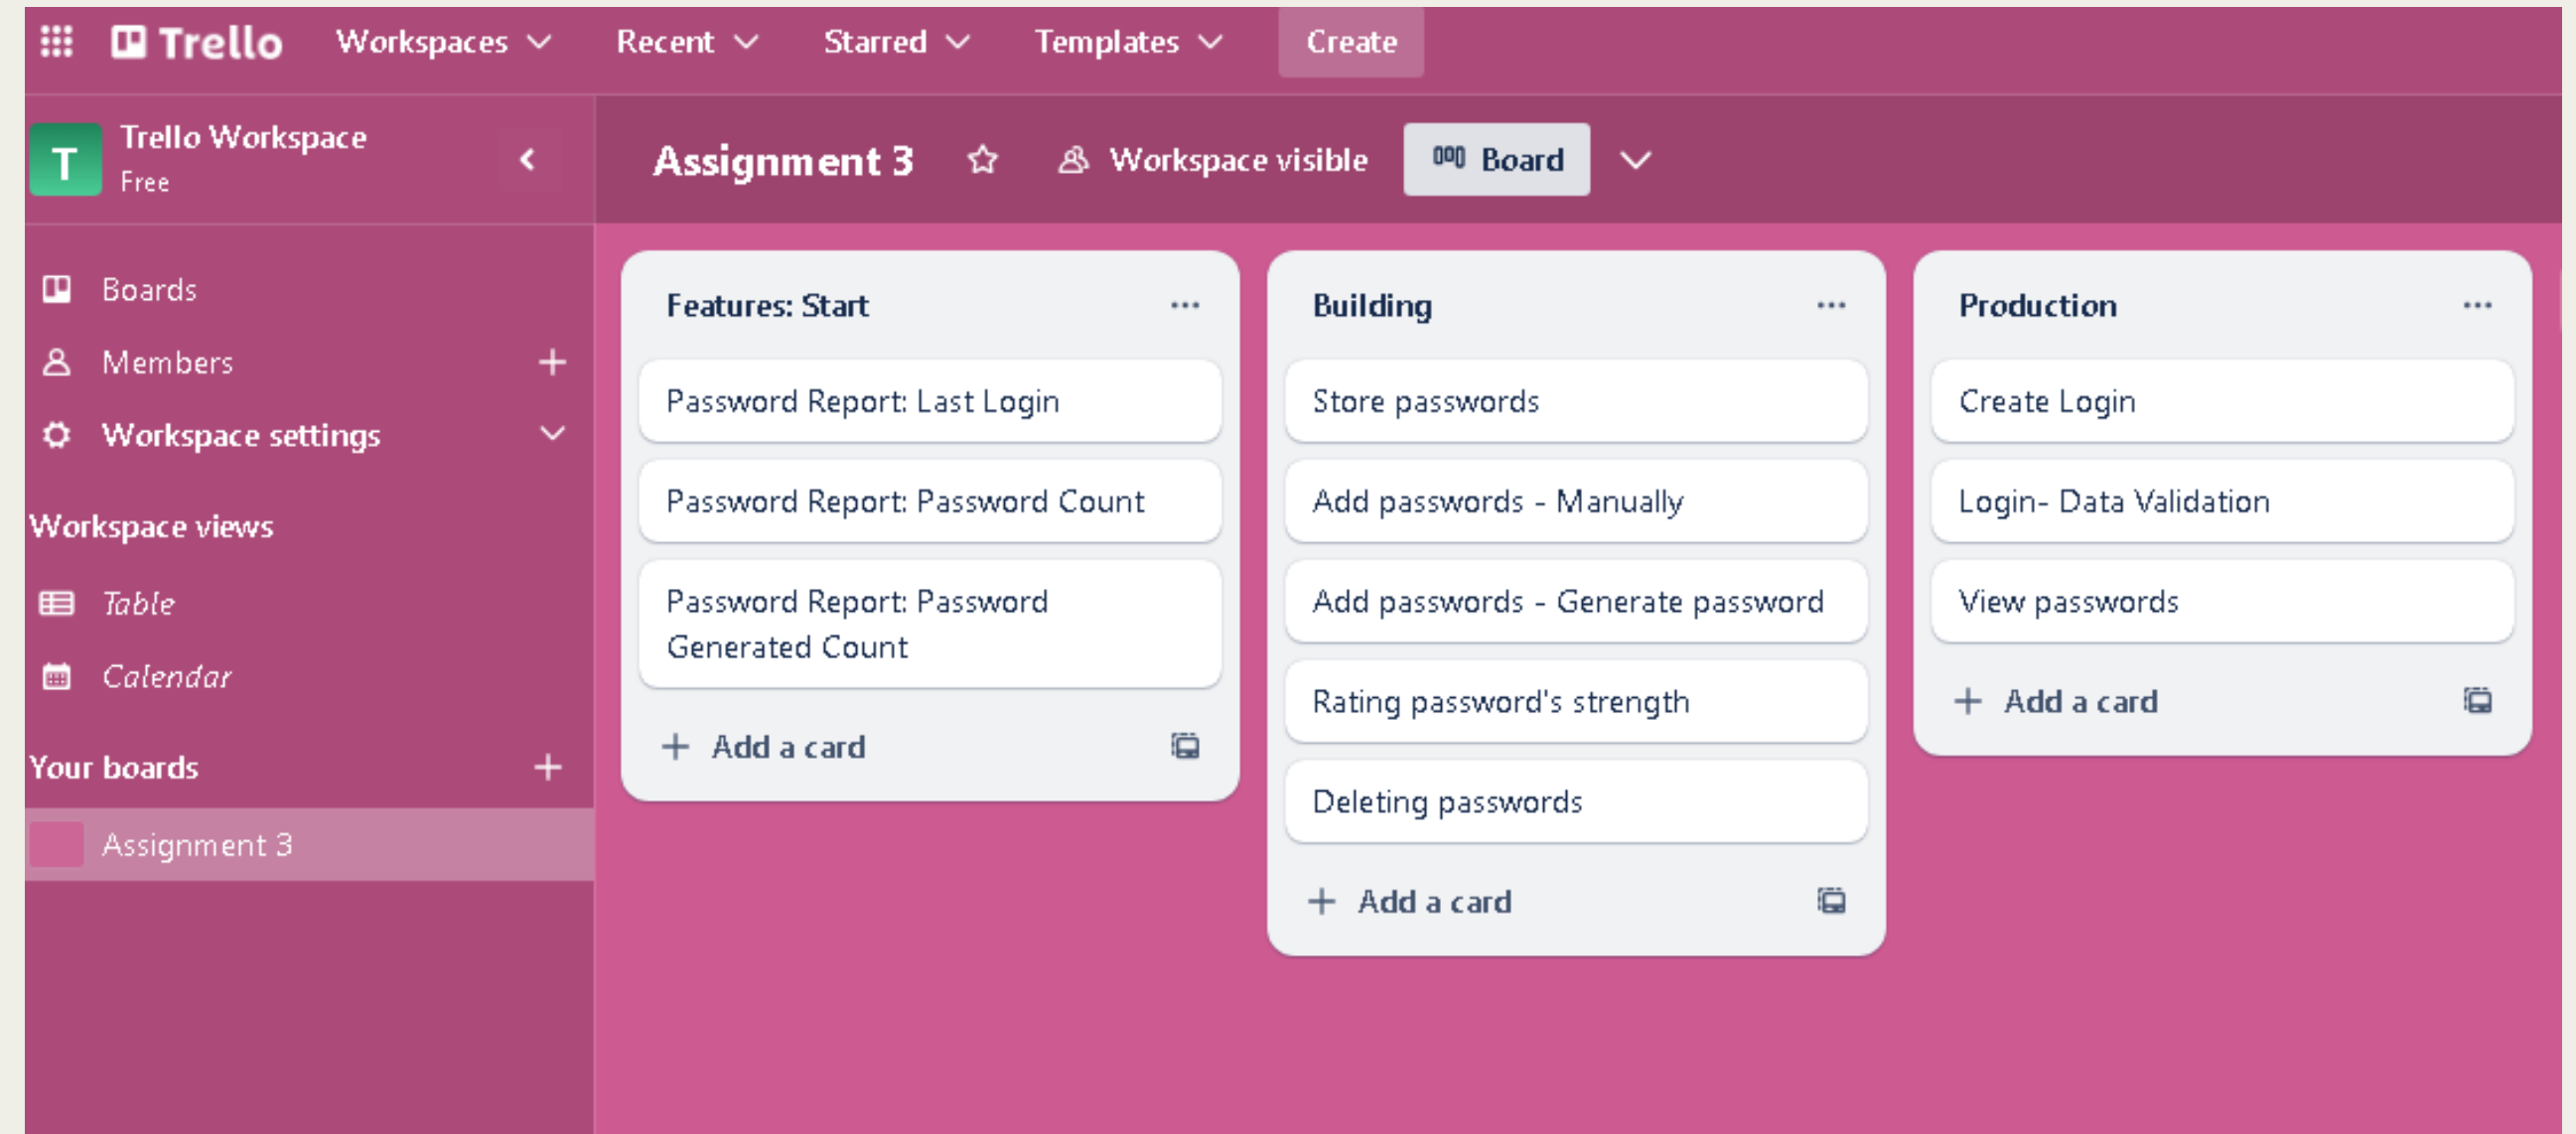 Trello Workspaces Recent Starred Templates Create
T Trello Workspace
Free
Assignment 3 Workspace visible Board
Boards
Members
Workspace settings
Workspace views
Table
Calendar
Your boards
Assignment 3
Features: Start
Password Report: Last Login
Password Report: Password Count
Password Report: Password
Generated Count
+ Add a card
Building
Store passwords
Add passwords - Manually
Add passwords - Generate password
Rating password's strength
Deleting passwords
+ Add a card
Production
Create Login
Login- Data Validation
View passwords
+ Add a card